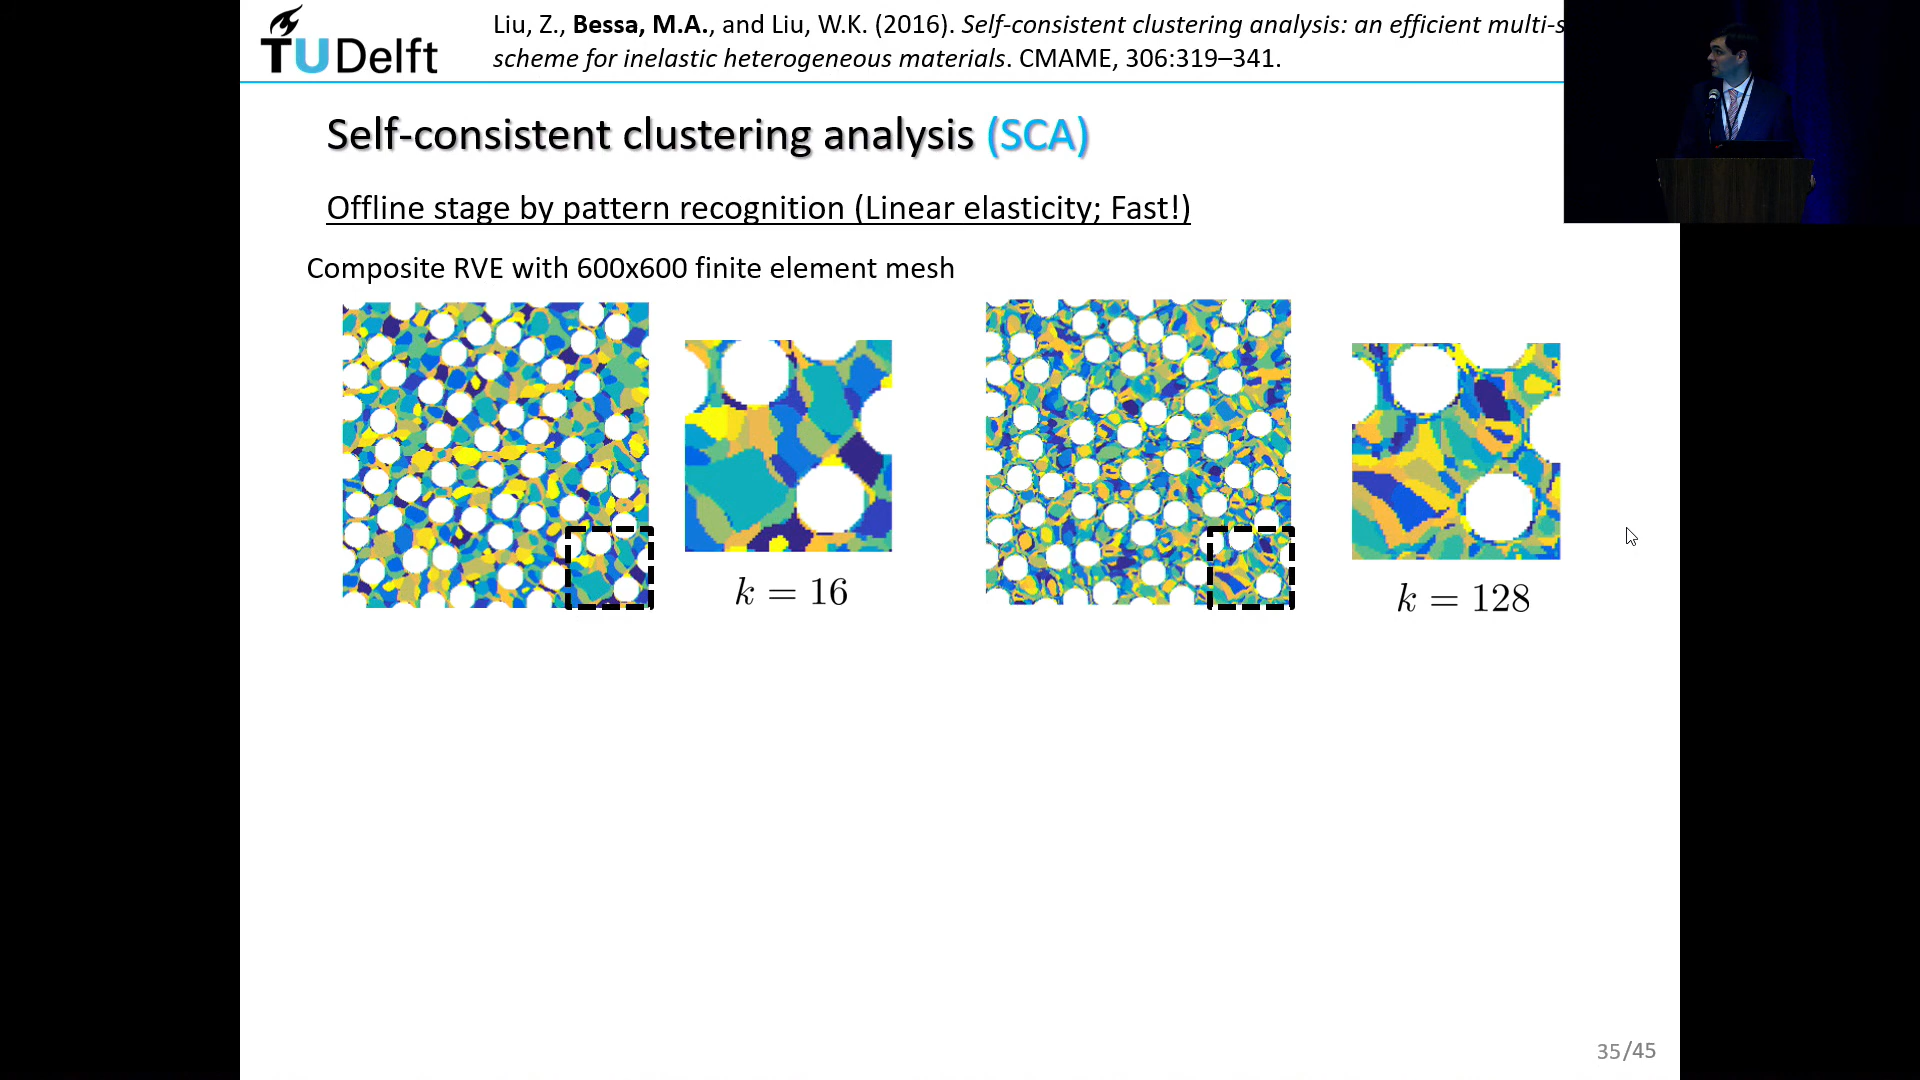 TUDelft
Liu, Z., Bessa, M.A., and Liu, W.K. (2016). Self-consistent clustering analysis: an efficient multi-s
scheme for inelastic heterogeneous materials. CMAME, 306:319–341.
Self-consistent clustering analysis (SCA)
Offline stage by pattern recognition (Linear elasticity; Fast!)
Composite RVE with 600x600 finite element mesh
k = 16
k = 128
35/45